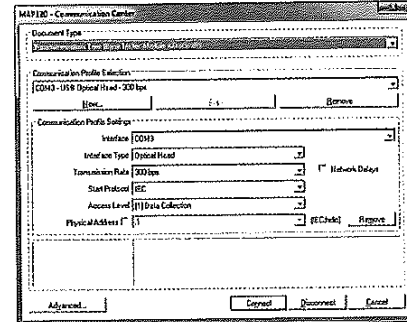 MAP120 - Communication Center
Document Type
Communication Profile Selection
COM3 - USB Optical Head - 300 bps
New...
Remove
Communication Profile Settings
Interface COM3
Interface Type Optical Head
Transmission Rate 300 bps
Network Delays
Start Protocol IEC
Access Level [1] Data Collection
Physical Address
Remove
Advanced...
Connect Disconnect Cancel